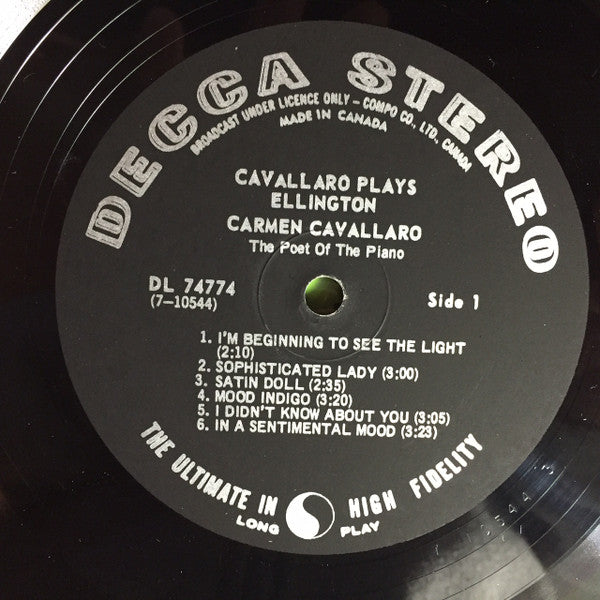 DECCA STEREO
BROADCAST UNDER LICENCE ONLY – COMPO CO., LTD., CANADA
MADE IN CANADA
CAVALLARO PLAYS
ELLINGTON
CARMEN CAVALLARO
The Poet Of The Piano
DL 74774
(7-10544)
Side 1
1. I'M BEGINNING TO SEE THE LIGHT
(2:10)
2. SOPHISTICATED LADY (3:00)
3. SATIN DOLL (2:35)
4. MOOD INDIGO (3:20)
5. I DIDN'T KNOW ABOUT YOU (3:05)
6. IN A SENTIMENTAL MOOD (3:23)
THE ULTIMATE IN HIGH FIDELITY
LONG PLAY